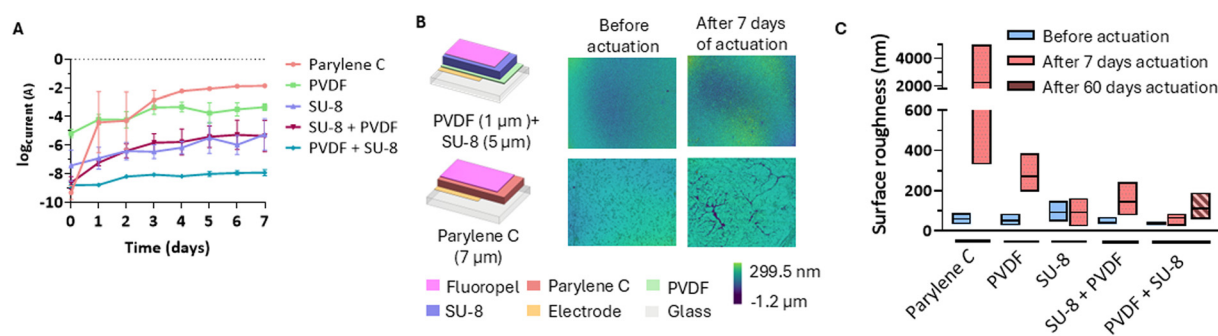 A
0
-2
-4
-6
-8
-10
log current (A)
0 1 2 3 4 5 6 7
Time (days)
Parylene C
PVDF
SU-8
SU-8 + PVDF
PVDF + SU-8
B
Before
actuation
After 7 days
of actuation
PVDF (1 µm )+
SU-8 (5 µm)
Parylene C
(7 µm)
299.5 nm
-1.2 µm
Fluoropel
Parylene C
PVDF
SU-8
Electrode
Glass
C
Surface roughness (nm)
4000
2000
600
400
200
0
Before actuation
After 7 days actuation
After 60 days actuation
Parylene C
PVDF
SU-8
SU-8 + PVDF
PVDF + SU-8